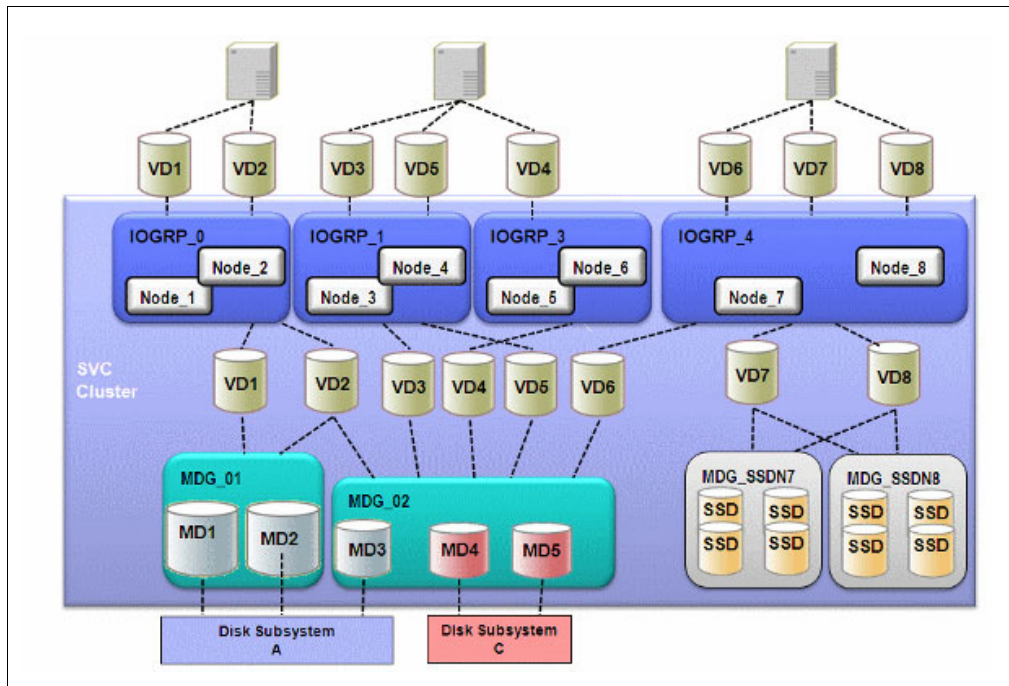 VD1
VD2
VD3
VD5
VD4
VD6
VD7
VD8
IOGRP_0
IOGRP_1
IOGRP_3
IOGRP_4
Node_2
Node_4
Node_6
Node_8
Node_1
Node_3
Node_5
Node_7
SVC
Cluster
VD1
VD2
VD3
VD4
VD5
VD6
VD7
VD8
MDG_01
MDG_02
MDG_SSDN7
MDG_SSDN8
SSD
SSD
SSD
SSD
MD1
MD2
MD3
MD4
MD5
SSD
SSD
SSD
SSD
Disk Subsystem
A
Disk Subsystem
C